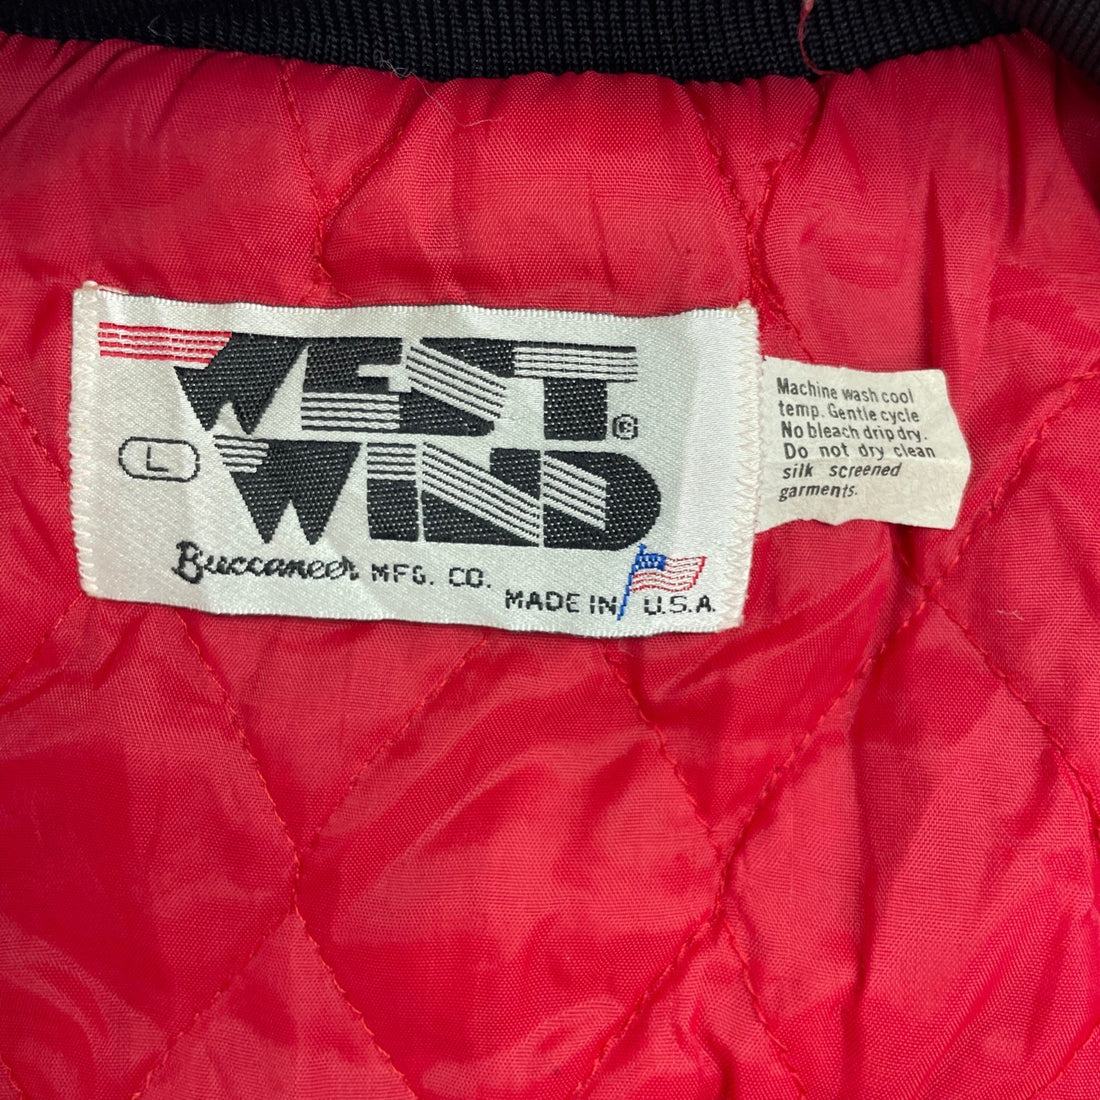 WEST
WIND
®
L
Buccaneer MFG. CO.
MADE IN U.S.A.
Machine wash cool
temp. Gentle cycle
No bleach drip dry.
Do not dry clean
silk screened
garments.